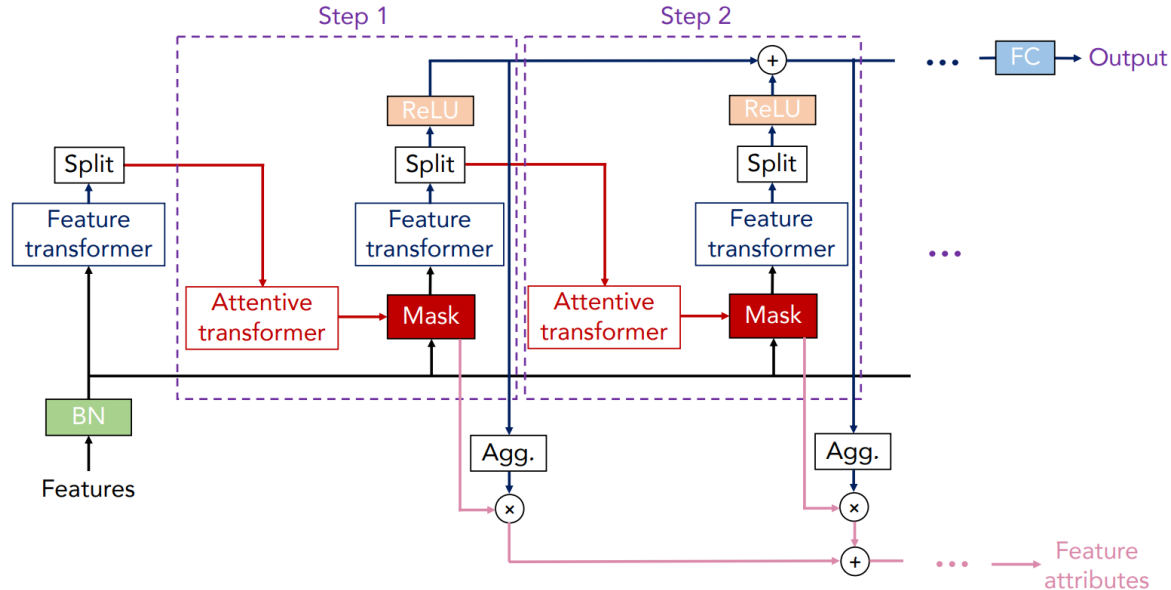 Step 1
Step 2
+
...
FC
Output
ReLU
ReLU
Split
Split
Split
Feature
transformer
Feature
transformer
Feature
transformer
...
Attentive
transformer
Mask
Attentive
transformer
Mask
BN
Features
Agg.
Agg.
×
×
+
...
Feature
attributes